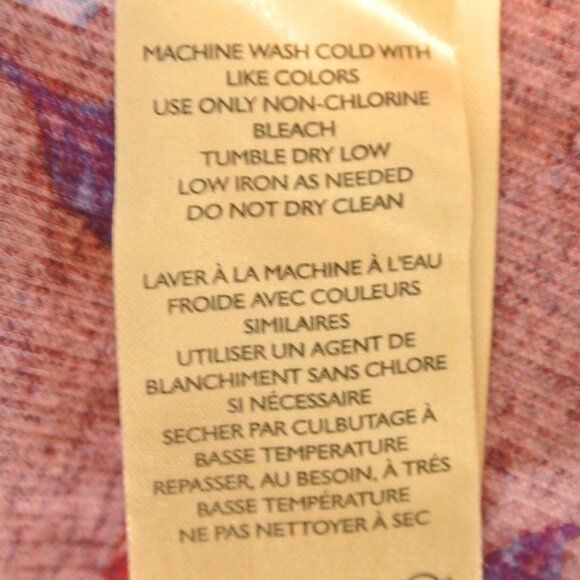 MACHINE WASH COLD WITH
LIKE COLORS
USE ONLY NON-CHLORINE
BLEACH
TUMBLE DRY LOW
LOW IRON AS NEEDED
DO NOT DRY CLEAN
LAVER À LA MACHINE À L'EAU
FROIDE AVEC COULEURS
SIMILAIRES
UTILISER UN AGENT DE
BLANCHIMENT SANS CHLORE
SI NÉCESSAIRE
SECHER PAR CULBUTAGE À
BASSE TEMPERATURE
REPASSER, AU BESOIN, À TRÉS
BASSE TEMPÉRATURE
NE PAS NETTOYER À SEC